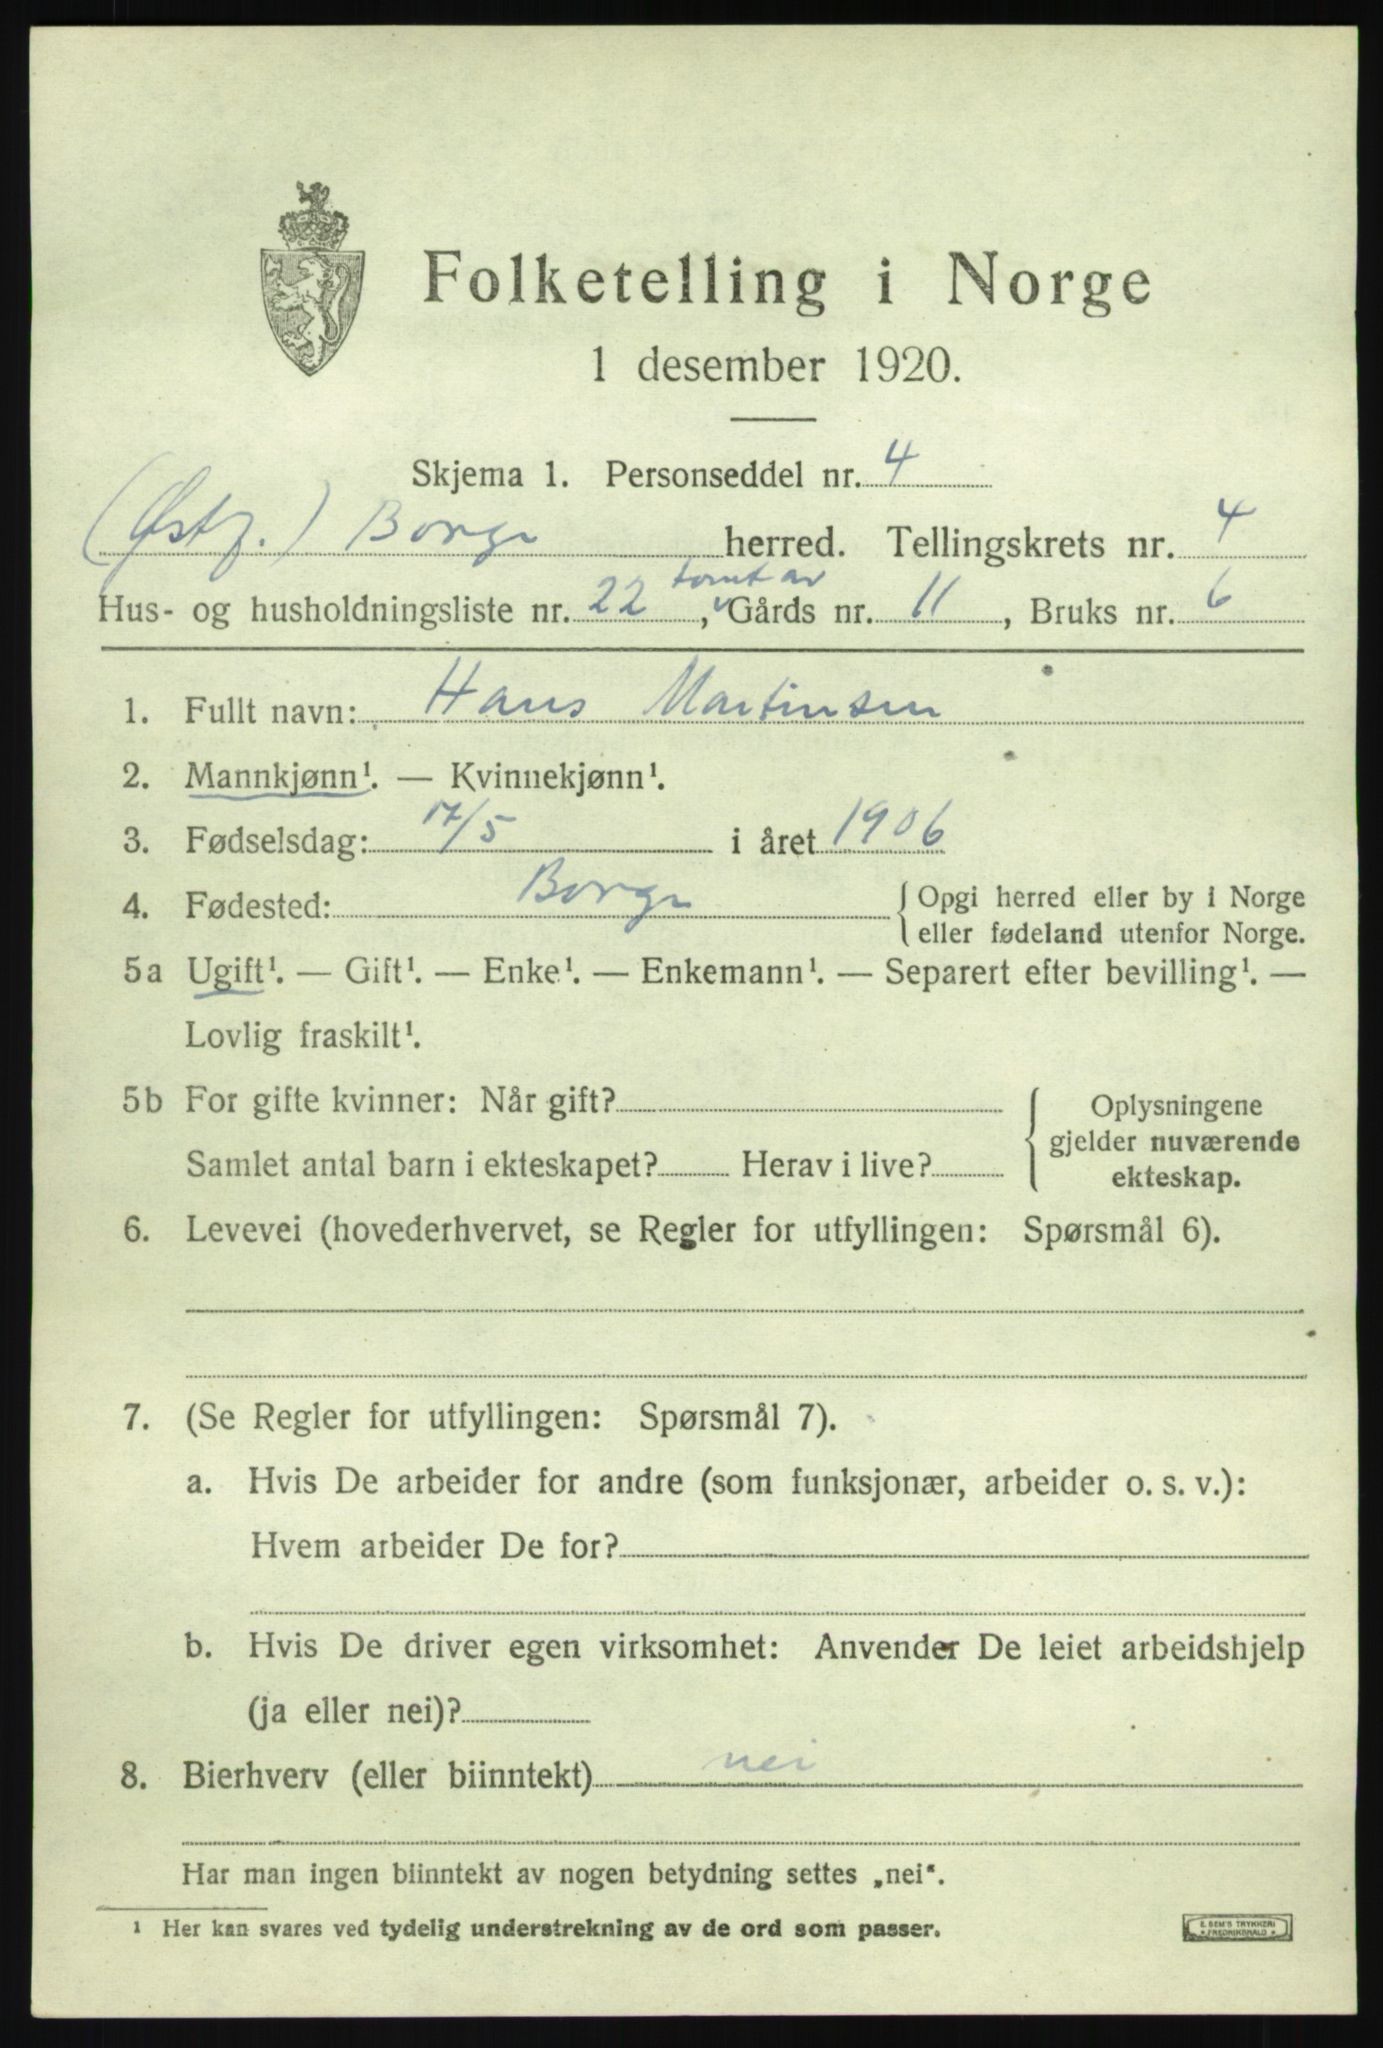 Folketelling i Norge
1 desember 1920.
Skjema 1. Personseddel nr. 4
(Østf.) Borge herred. Tellingskrets nr. 4
tomt av
Hus- og husholdningsliste nr. 22, Gårds nr. 11, Bruks nr. 6
1. Fullt navn: Hans Martinsen
2. Mannkjønn¹. — Kvinnekjønn¹.
3. Fødselsdag: 17/5 i året 1906
4. Fødested: Borge { Opgi herred eller by i Norge
eller fødeland utenfor Norge.
5a Ugift¹. — Gift¹. — Enke¹. — Enkemann¹. — Separert efter bevilling¹. —
Lovlig fraskilt¹.
5b For gifte kvinner: Når gift? { Oplysningene
gjelder nuværende
Samlet antal barn i ekteskapet? Herav i live? ekteskap.
6. Levevei (hovederhvervet, se Regler for utfyllingen: Spørsmål 6).
7. (Se Regler for utfyllingen: Spørsmål 7).
a. Hvis De arbeider for andre (som funksjonær, arbeider o. s. v.):
Hvem arbeider De for?
b. Hvis De driver egen virksomhet: Anvender De leiet arbeidshjelp
(ja eller nei)?
8. Bierhverv (eller biinntekt) nei
Har man ingen biinntekt av nogen betydning settes „nei“.
¹ Her kan svares ved tydelig understrekning av de ord som passer.
E. SEM'S TRYKKERI
* FREDRIKSHALD *